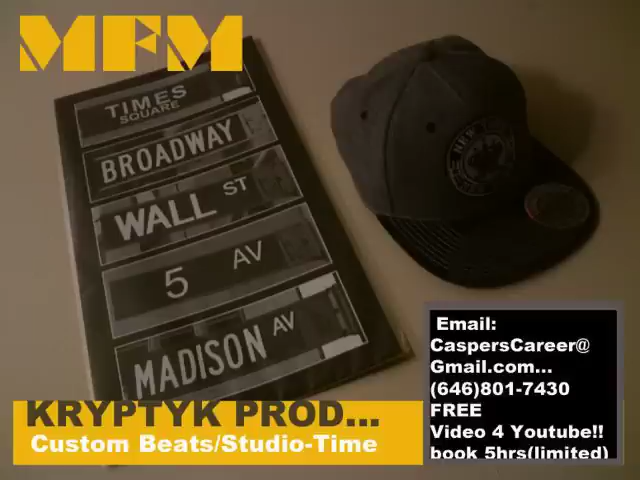 MFM
TIMES
SQUARE
BROADWAY
WALL ST
5 AV
MADISON AV
NEW
Email:
CaspersCareer@
Gmail.com...
(646)801-7430
FREE
Video 4 Youtube!!
book 5hrs(limited)
KRYPTYK PROD...
Custom Beats/Studio-Time